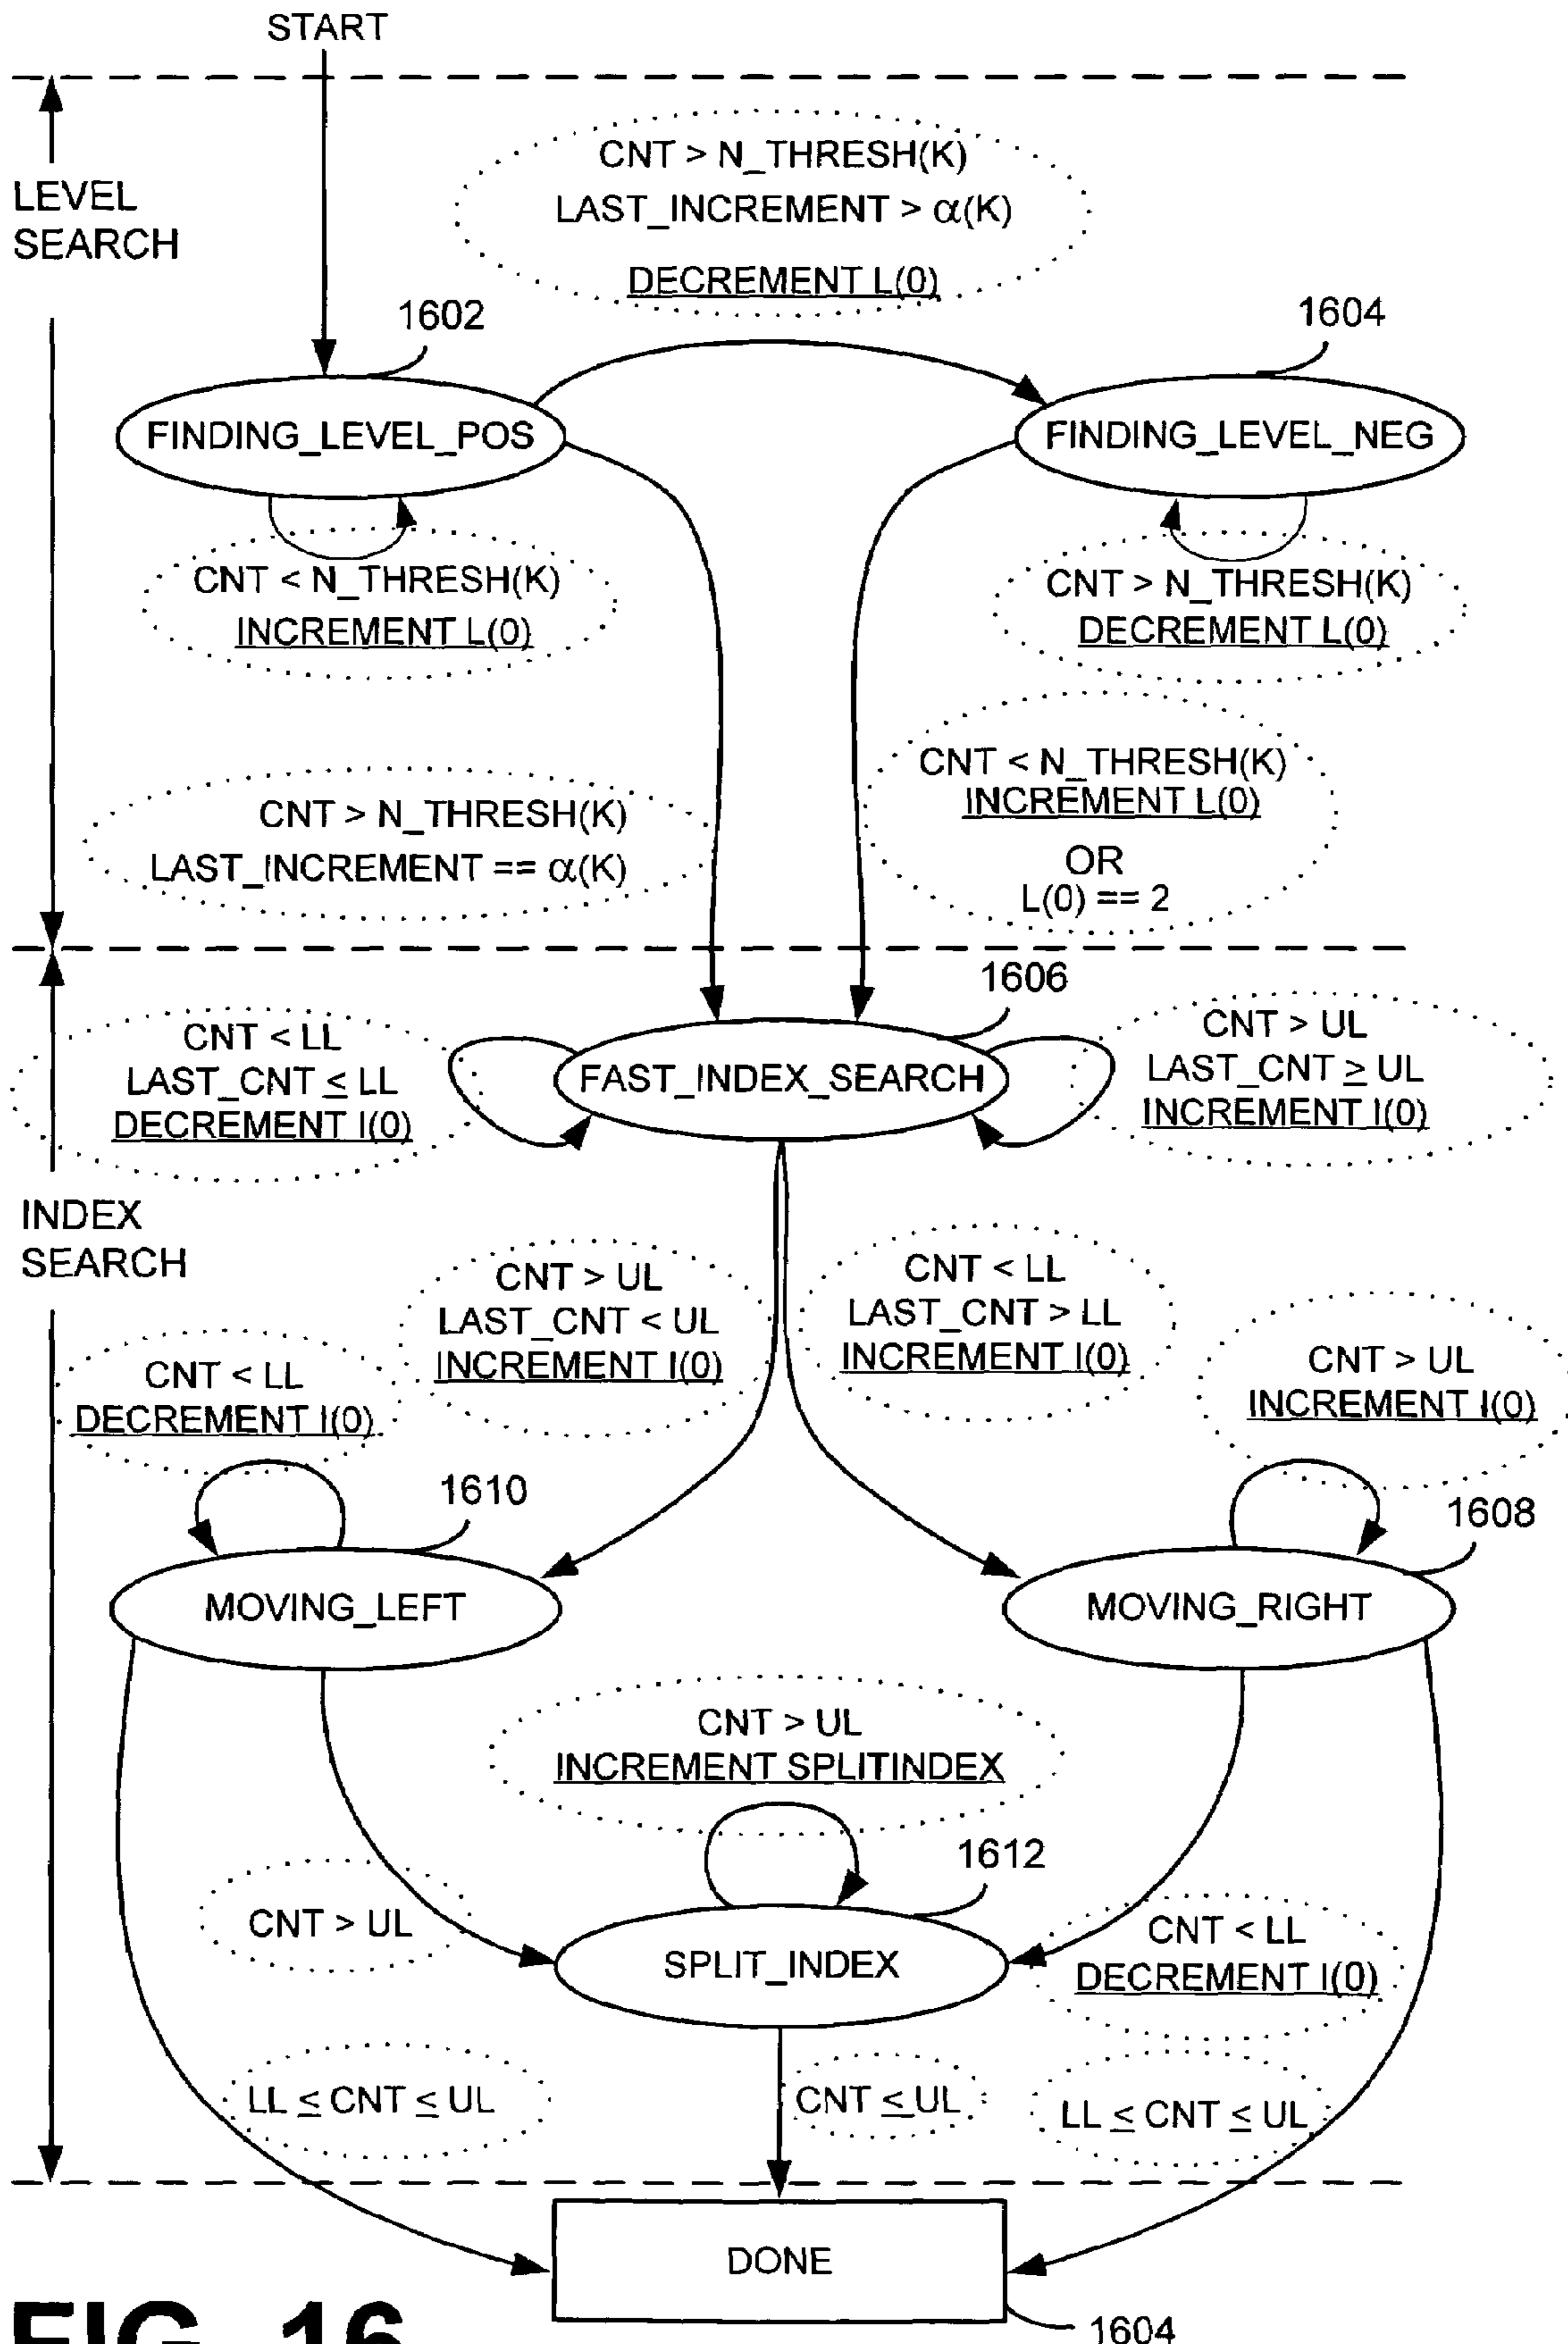 START
CNT > N_THRESH(K)
LAST_INCREMENT > α(K)
DECREMENT L(0)
LEVEL
SEARCH
1602
1604
FINDING_LEVEL_POS
FINDING_LEVEL_NEG
CNT < N_THRESH(K)
INCREMENT L(0)
CNT > N_THRESH(K)
DECREMENT L(0)
CNT > N_THRESH(K)
LAST_INCREMENT == α(K)
CNT < N_THRESH(K)
INCREMENT L(0)
OR
L(0) == 2
1606
CNT < LL
LAST_CNT ≤ LL
DECREMENT I(0)
FAST_INDEX_SEARCH
CNT > UL
LAST_CNT ≥ UL
INCREMENT I(0)
INDEX
SEARCH
CNT > UL
LAST_CNT < UL
INCREMENT I(0)
CNT < LL
LAST_CNT > LL
INCREMENT I(0)
CNT < LL
DECREMENT I(0)
CNT > UL
INCREMENT I(0)
1610
1608
MOVING_LEFT
MOVING_RIGHT
CNT > UL
INCREMENT SPLITINDEX
1612
CNT > UL
SPLIT_INDEX
CNT < LL
DECREMENT I(0)
LL ≤ CNT ≤ UL
CNT ≤ UL
LL ≤ CNT ≤ UL
DONE
1604
FIG. 16